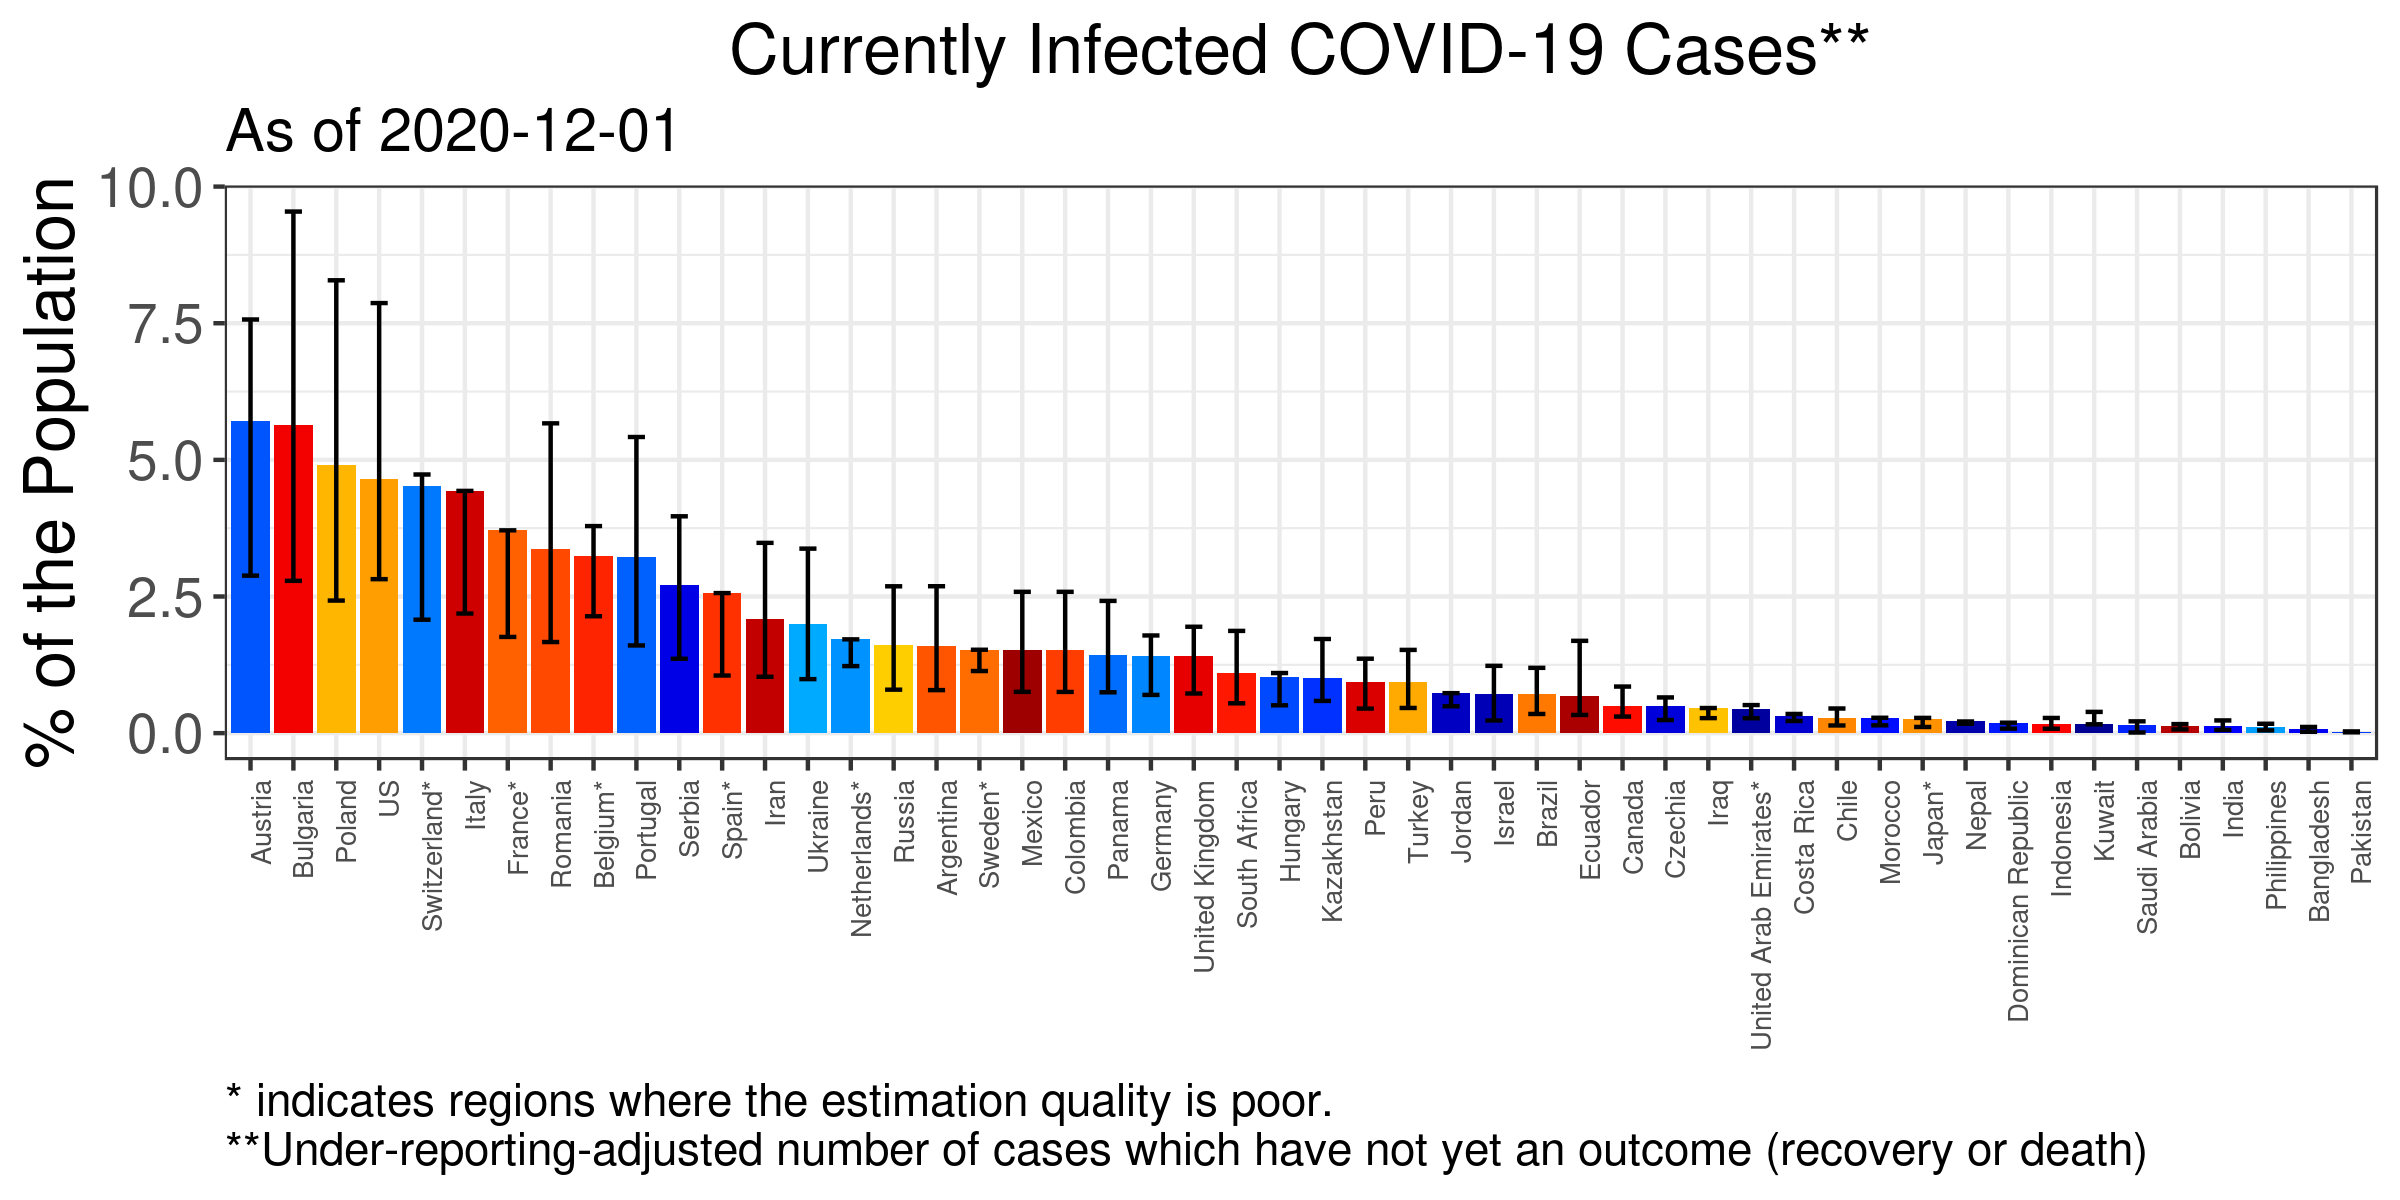 Currently Infected COVID-19 Cases**
As of 2020-12-01
% of the Population
10.0
7.5
5.0
2.5
0.0
Austria
Bulgaria
Poland
US
Switzerland*
Italy
France*
Romania
Belgium*
Portugal
Serbia
Spain*
Iran
Ukraine
Netherlands*
Russia
Argentina
Sweden*
Mexico
Colombia
Panama
Germany
United Kingdom
South Africa
Hungary
Kazakhstan
Peru
Turkey
Jordan
Israel
Brazil
Ecuador
Canada
Czechia
Iraq
United Arab Emirates*
Costa Rica
Chile
Morocco
Japan*
Nepal
Dominican Republic
Indonesia
Kuwait
Saudi Arabia
Bolivia
India
Philippines
Bangladesh
Pakistan
* indicates regions where the estimation quality is poor.
**Under-reporting-adjusted number of cases which have not yet an outcome (recovery or death)